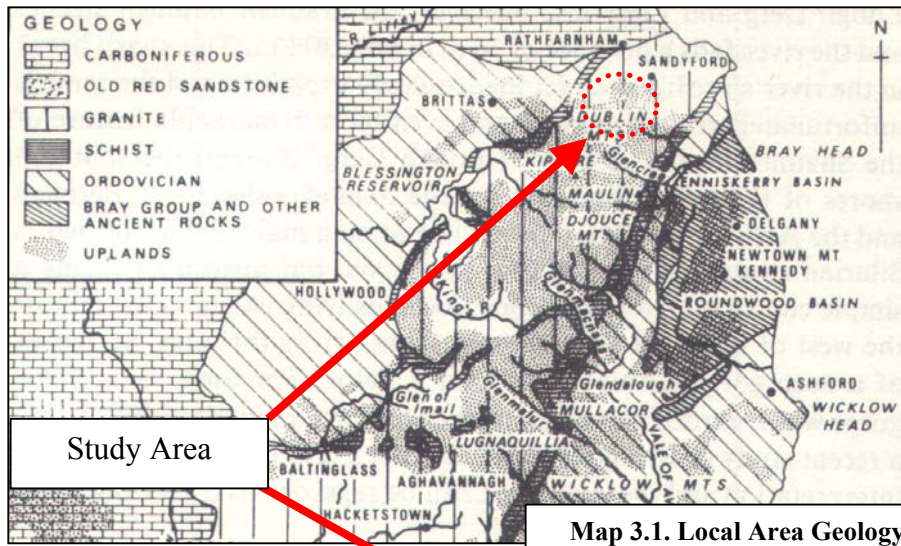 GEOLOGY
CARBONIFEROUS
OLD RED SANDSTONE
GRANITE
SCHIST
ORDOVICIAN
BRAY GROUP AND OTHER
ANCIENT ROCKS
UPLANDS
R. Liffey
RATHFARNHAM
N
SANDYFORD
BRITTAS
DUBLIN
MTS
BRAY HEAD
KIPPURE
Glencree
BLESSINGTON
RESERVOIR
ENNISKERRY BASIN
MAULIN
DJOUCE
MT
DELGANY
NEWTOWN MT
KENNEDY
HOLLYWOOD
King's R
ROUNDWOOD BASIN
Glendalough
ASHFORD
Glen of
Imail
Glenmalur
MULLACOR
WICKLOW
HEAD
Study Area
LUGNAQUILLIA
VALE OF
BALTINGLASS
AGHAVANNAGH
WICKLOW MTS
HACKETSTOWN
Map 3.1. Local Area Geology